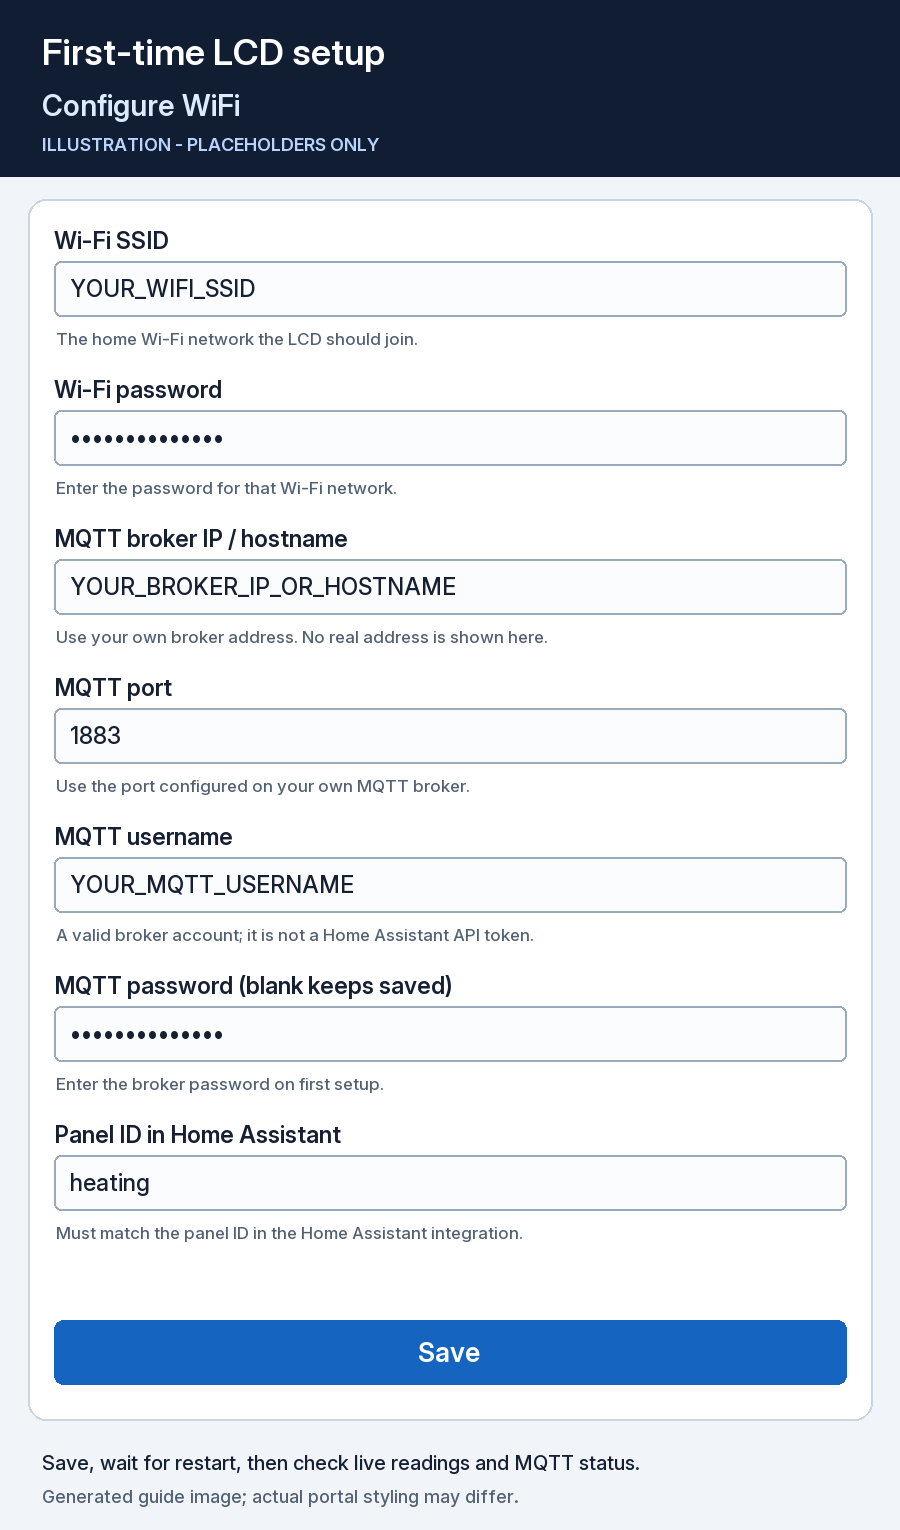 First-time LCD setup
Configure WiFi
ILLUSTRATION - PLACEHOLDERS ONLY
Wi-Fi SSID
YOUR_WIFI_SSID
The home Wi-Fi network the LCD should join.
Wi-Fi password
••••••••••••••
Enter the password for that Wi-Fi network.
MQTT broker IP / hostname
YOUR_BROKER_IP_OR_HOSTNAME
Use your own broker address. No real address is shown here.
MQTT port
1883
Use the port configured on your own MQTT broker.
MQTT username
YOUR_MQTT_USERNAME
A valid broker account; it is not a Home Assistant API token.
MQTT password (blank keeps saved)
••••••••••••••
Enter the broker password on first setup.
Panel ID in Home Assistant
heating
Must match the panel ID in the Home Assistant integration.
Save
Save, wait for restart, then check live readings and MQTT status.
Generated guide image; actual portal styling may differ.